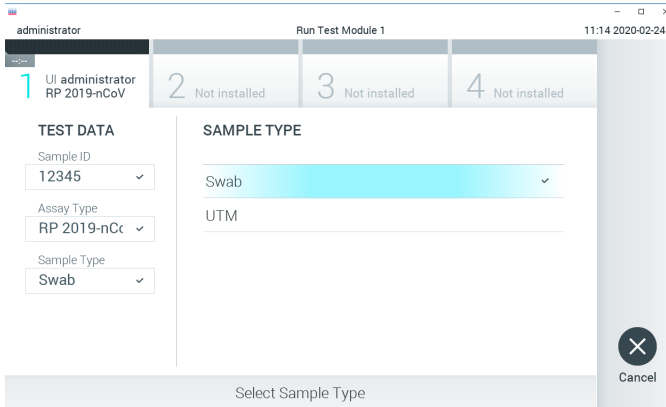 administrator
Run Test Module 1
11:14 2020-02-24
--:--
1 UI administrator
RP 2019-nCoV
2 Not installed
3 Not installed
4 Not installed
TEST DATA
Sample ID
12345
Assay Type
RP 2019-nCc
Sample Type
Swab
SAMPLE TYPE
Swab
UTM
Cancel
Select Sample Type